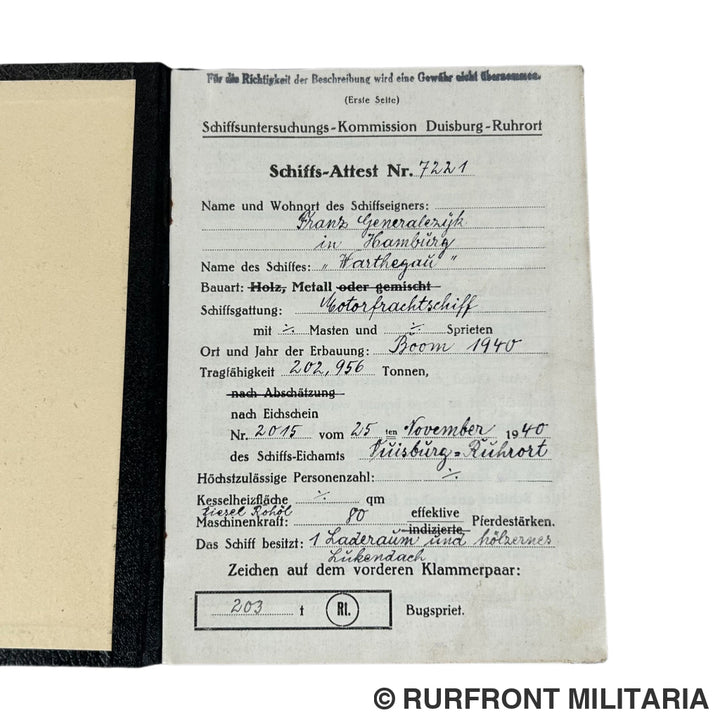 Für die Richtigkeit der Beschreibung wird eine Gewähr nicht übernommen.
(Erste Seite)
Schiffsuntersuchungs-Kommission Duisburg-Ruhrort
Schiffs-Attest Nr. 7221
Name und Wohnort des Schiffseigners:
Franz Generalczyk
in Hamburg
Name des Schiffes: „Warthegau"
Bauart: Holz, Metall oder gemischt
Schiffsgattung: Motorfrachtschiff
mit ·/. Masten und ·/. Sprieten
Ort und Jahr der Erbauung: Boom 1940
Tragfähigkeit 202,956 Tonnen,
nach Abschätzung
nach Eichschein
Nr. 2015 vom 25 ten November 1940
des Schiffs-Eichamts Duisburg=Ruhrort
Höchstzulässige Personenzahl: ·/.
Kesselheizfläche ·/. qm
Diesel Rohöl effektive
Maschinenkraft: 80 indizierte Pferdestärken.
Das Schiff besitzt: 1 Laderaum und hölzernes
Lukendach
Zeichen auf dem vorderen Klammerpaar:
203 t Rt. Bugspriet.
© RURFRONT MILITARIA